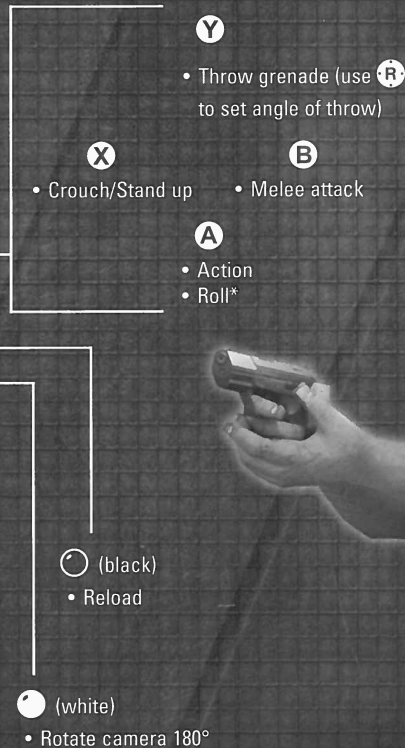 Y
• Throw grenade (use R
to set angle of throw)
X
• Crouch/Stand up
B
• Melee attack
A
• Action
• Roll*
(black)
• Reload
(white)
• Rotate camera 180°